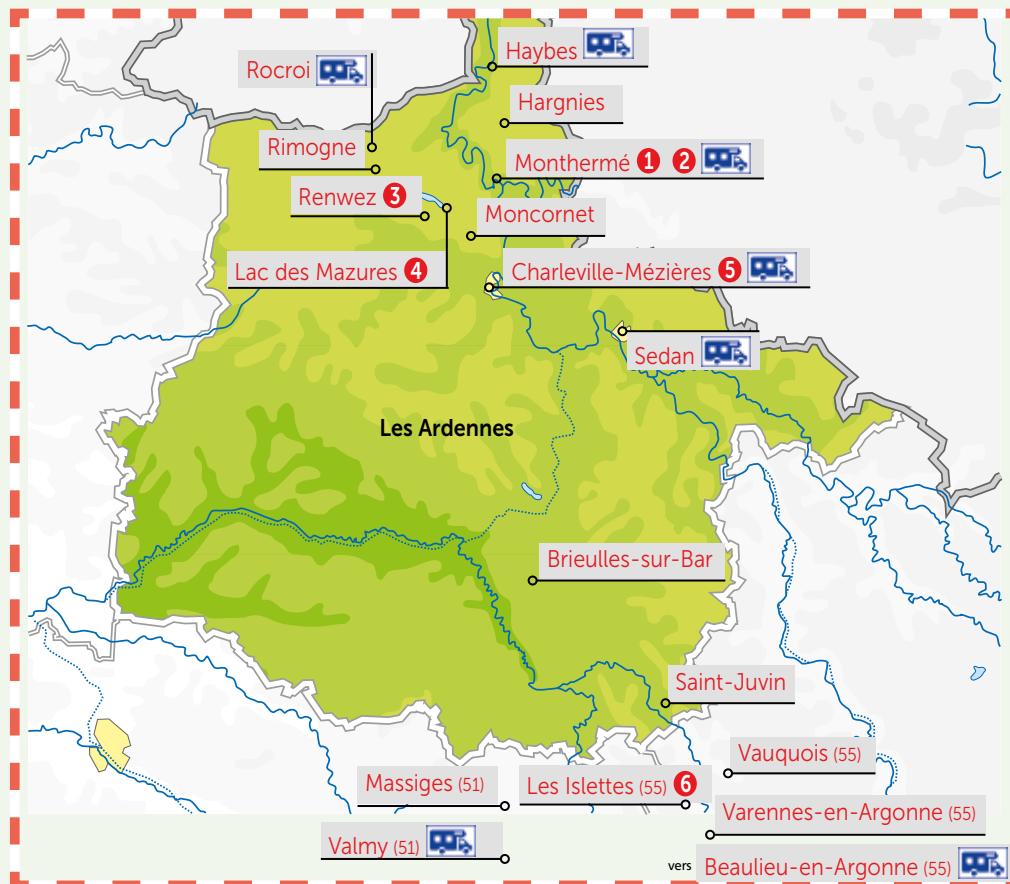 Haybes
Rocroi
Hargnies
Rimogne
Monthermé 1 2
Renwez 3
Moncornet
Lac des Mazures 4
Charleville-Mézières 5
Sedan
Les Ardennes
Brieulles-sur-Bar
Saint-Juvin
Vauquois (55)
Massiges (51)
Les Islettes (55) 6
Varennes-en-Argonne (55)
Valmy (51)
vers Beaulieu-en-Argonne (55)